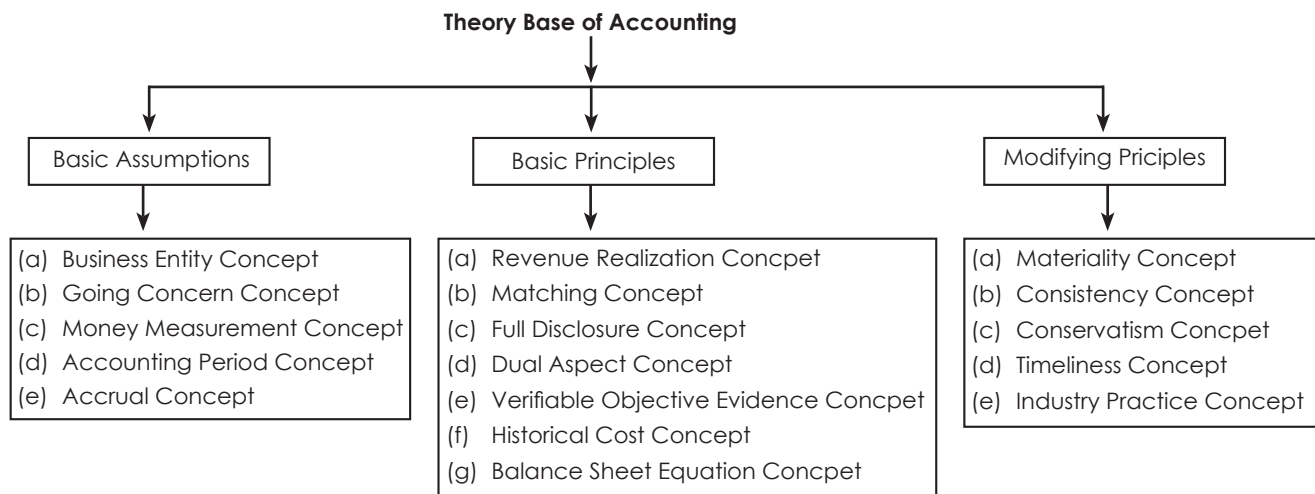 Theory Base of Accounting
Basic Assumptions
Basic Principles
Modifying Priciples
(a) Business Entity Concept
(b) Going Concern Concept
(c) Money Measurement Concept
(d) Accounting Period Concept
(e) Accrual Concept
(a) Revenue Realization Concpet
(b) Matching Concept
(c) Full Disclosure Concept
(d) Dual Aspect Concept
(e) Verifiable Objective Evidence Concpet
(f) Historical Cost Concept
(g) Balance Sheet Equation Concpet
(a) Materiality Concept
(b) Consistency Concept
(c) Conservatism Concpet
(d) Timeliness Concept
(e) Industry Practice Concept